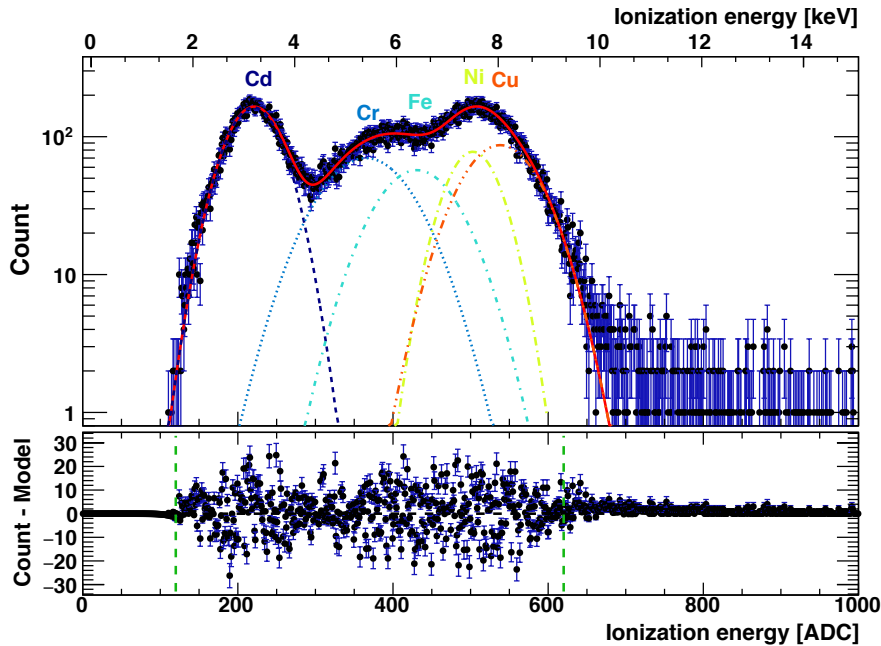 Ionization energy [keV]
0 2 4 6 8 10 12 14
Cd Cr Fe Ni Cu
Count
10²
10
1
Count - Model
30
20
10
0
−10
−20
−30
0 200 400 600 800 1000
Ionization energy [ADC]